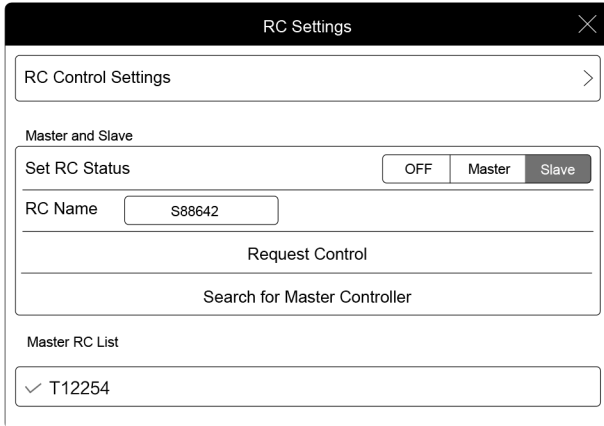 RC Settings
RC Control Settings
Master and Slave
Set RC Status OFF Master Slave
RC Name S88642
Request Control
Search for Master Controller
Master RC List
T12254